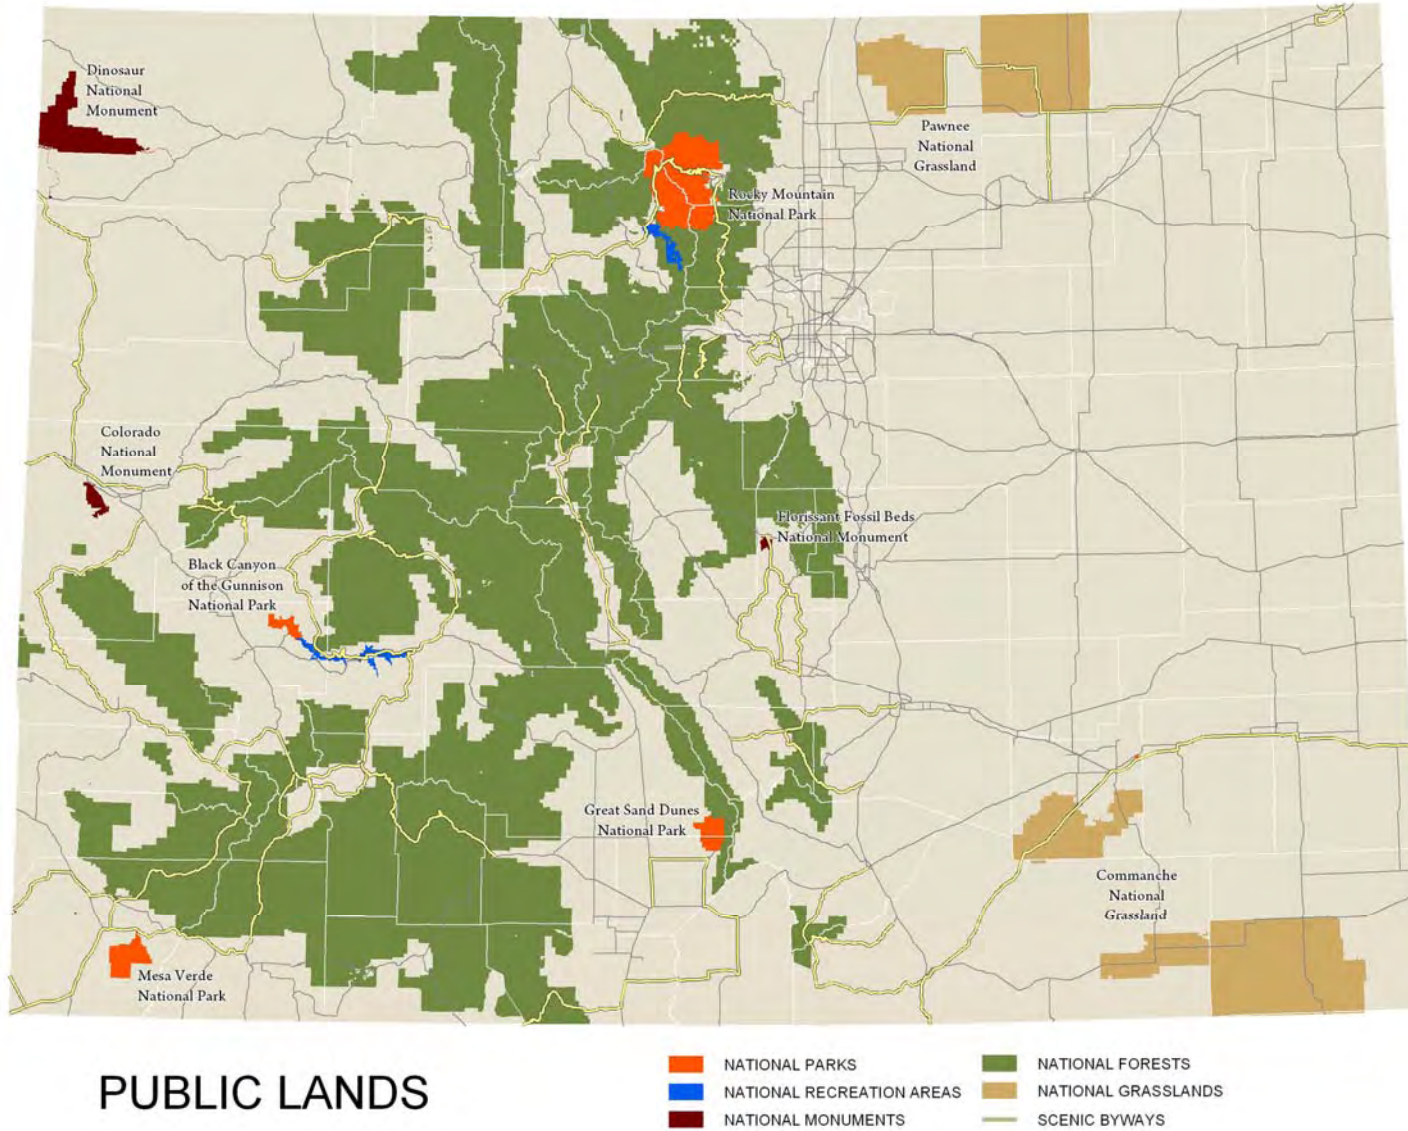 Dinosaur
National
Monument
Pawnee
National
Grassland
Rocky Mountain
National Park
Colorado
National
Monument
Florissant Fossil Beds
National Monument
Black Canyon
of the Gunnison
National Park
Great Sand Dunes
National Park
Commanche
National
Grassland
Mesa Verde
National Park
PUBLIC LANDS
NATIONAL PARKS
NATIONAL RECREATION AREAS
NATIONAL MONUMENTS
NATIONAL FORESTS
NATIONAL GRASSLANDS
SCENIC BYWAYS